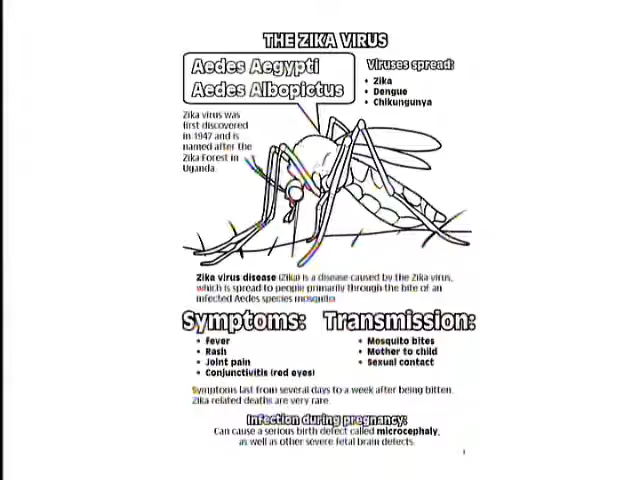 THE ZIKA VIRUS
Aedes Aegypti
Aedes Albopictus
Viruses spread:
• Zika
• Dengue
• Chikungunya
Zika virus was
first discovered
in 1947 and is
named after the
Zika Forest in
Uganda.
Zika virus disease (Zika) is a disease caused by the Zika virus,
which is spread to people primarily through the bite of an
infected Aedes species mosquito.
Symptoms:
• Fever
• Rash
• Joint pain
• Conjunctivitis (red eyes)
Transmission:
• Mosquito bites
• Mother to child
• Sexual contact
Symptoms last from several days to a week after being bitten.
Zika related deaths are very rare.
Infection during pregnancy:
Can cause a serious birth defect called microcephaly,
as well as other severe fetal brain defects.